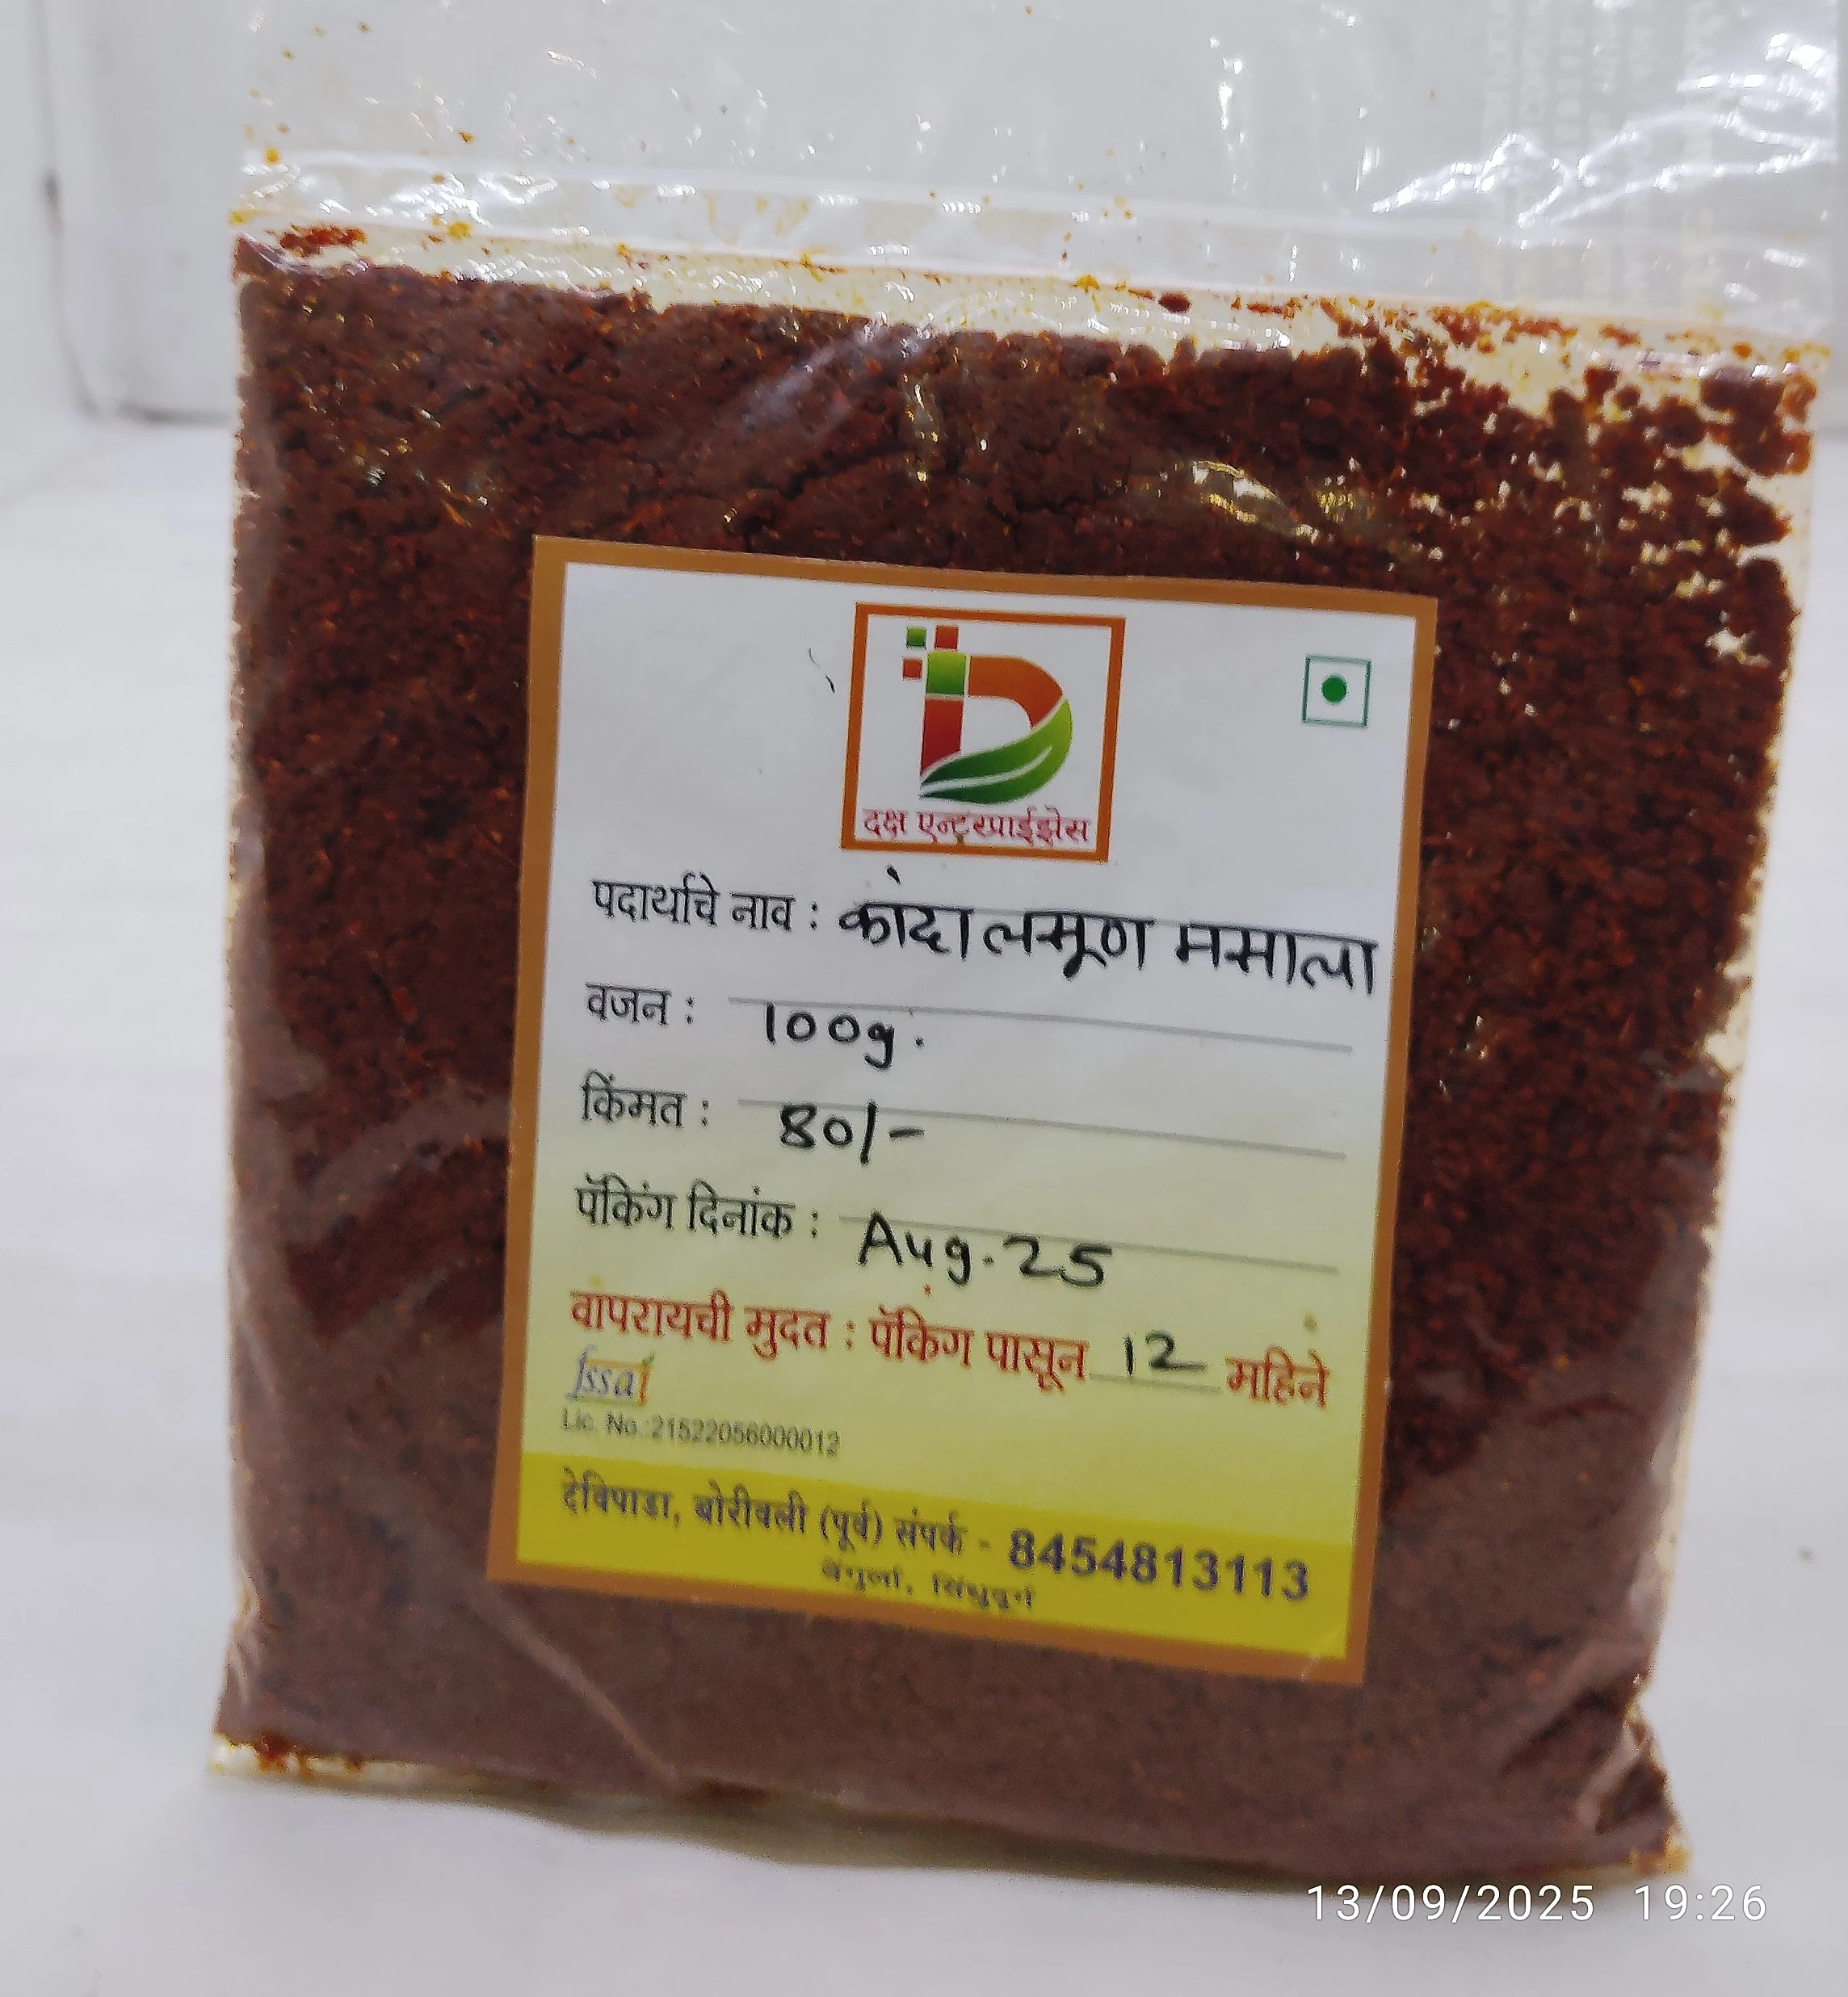 दक्ष एन्टरप्राईझेस
पदार्थाचे नाव : कांदा लसूण मसाला
वजन : 100g.
किंमत : 80/-
पॅकिंग दिनांक : Aug. 25
वापरायची मुदत : पॅकिंग पासून 12 महिने
fssai
Lic. No.:21522056000012
देविपाडा, बोरीवली (पूर्व) संपर्क - 8454813113
वेंगुर्ला, सिंधुदुर्ग
13/09/2025 19:26